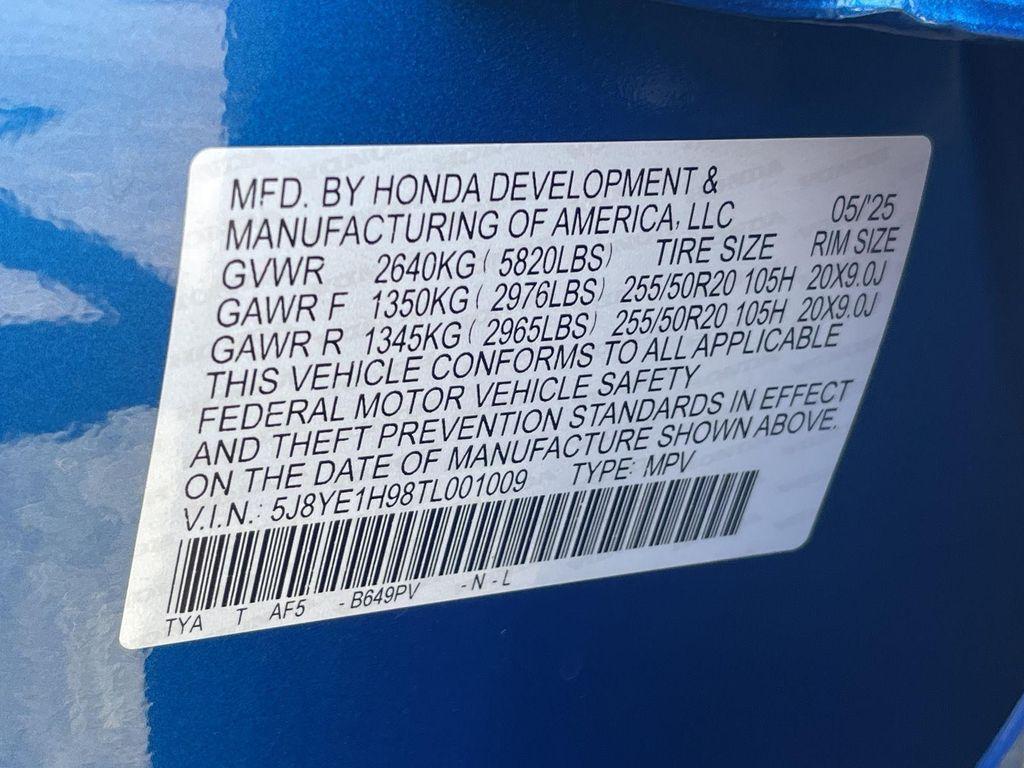 MFD. BY HONDA DEVELOPMENT &
MANUFACTURING OF AMERICA, LLC 05/'25
GVWR 2640KG ( 5820LBS) TIRE SIZE RIM SIZE
GAWR F 1350KG ( 2976LBS) 255/50R20 105H 20X9.0J
GAWR R 1345KG ( 2965LBS) 255/50R20 105H 20X9.0J
THIS VEHICLE CONFORMS TO ALL APPLICABLE
FEDERAL MOTOR VEHICLE SAFETY
AND THEFT PREVENTION STANDARDS IN EFFECT
ON THE DATE OF MANUFACTURE SHOWN ABOVE.
V.I.N.: 5J8YE1H98TL001009 TYPE: MPV
TYA T AF5 - B649PV - N - L